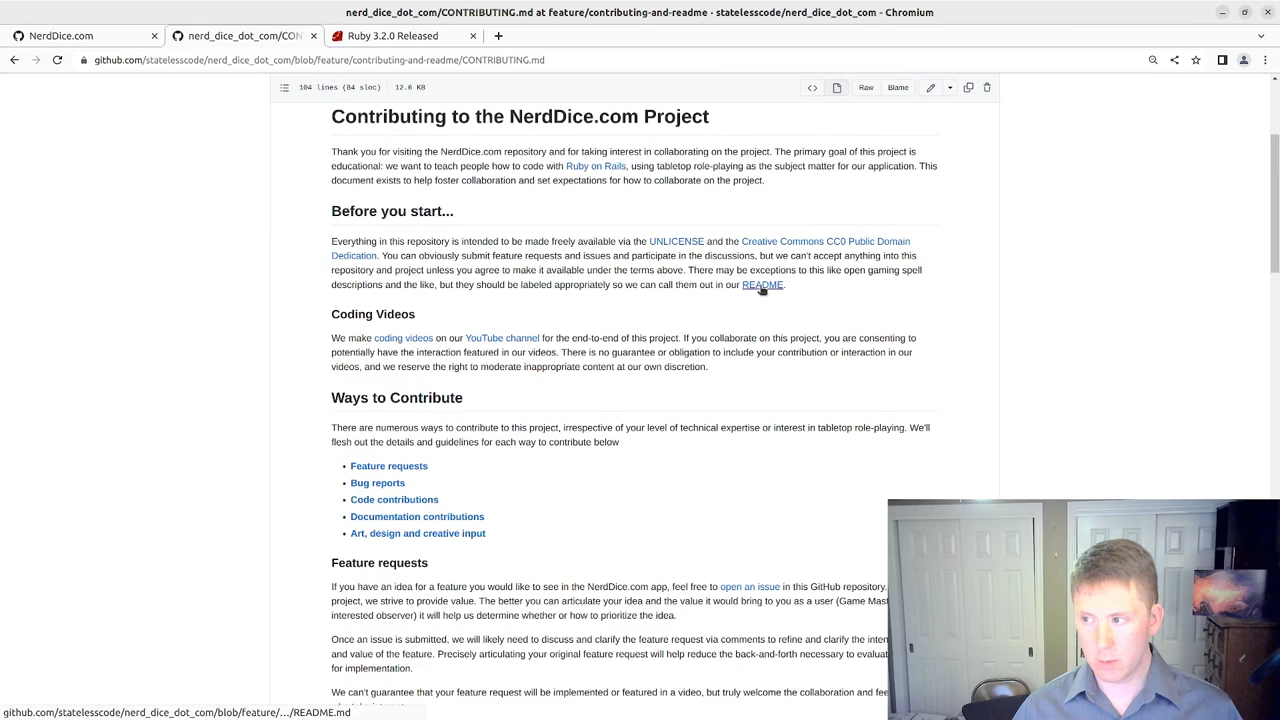 nerd_dice_dot_com/CONTRIBUTING.md at feature/contributing-and-readme · statelesscode/nerd_dice_dot_com - Chromium
NerdDice.com
nerd_dice_dot_com/CON
Ruby 3.2.0 Released
github.com/statelesscode/nerd_dice_dot_com/blob/feature/contributing-and-readme/CONTRIBUTING.md
104 lines (84 sloc) 12.6 KB
Raw Blame
Contributing to the NerdDice.com Project
Thank you for visiting the NerdDice.com repository and for taking interest in collaborating on the project. The primary goal of this project is
educational: we want to teach people how to code with Ruby on Rails, using tabletop role-playing as the subject matter for our application. This
document exists to help foster collaboration and set expectations for how to collaborate on the project.
Before you start...
Everything in this repository is intended to be made freely available via the UNLICENSE and the Creative Commons CC0 Public Domain
Dedication. You can obviously submit feature requests and issues and participate in the discussions, but we can't accept anything into this
repository and project unless you agree to make it available under the terms above. There may be exceptions to this like open gaming spell
descriptions and the like, but they should be labeled appropriately so we can call them out in our README.
Coding Videos
We make coding videos on our YouTube channel for the end-to-end of this project. If you collaborate on this project, you are consenting to
potentially have the interaction featured in our videos. There is no guarantee or obligation to include your contribution or interaction in our
videos, and we reserve the right to moderate inappropriate content at our own discretion.
Ways to Contribute
There are numerous ways to contribute to this project, irrespective of your level of technical expertise or interest in tabletop role-playing. We'll
flesh out the details and guidelines for each way to contribute below
• Feature requests
• Bug reports
• Code contributions
• Documentation contributions
• Art, design and creative input
Feature requests
If you have an idea for a feature you would like to see in the NerdDice.com app, feel free to open an issue in this GitHub repository.
project, we strive to provide value. The better you can articulate your idea and the value it would bring to you as a user (Game Mast
interested observer) it will help us determine whether or how to prioritize the idea.
Once an issue is submitted, we will likely need to discuss and clarify the feature request via comments to refine and clarify the inten
and value of the feature. Precisely articulating your original feature request will help reduce the back-and-forth necessary to evaluat
for implementation.
We can't guarantee that your feature request will be implemented or featured in a video, but truly welcome the collaboration and fee
github.com/statelesscode/nerd_dice_dot_com/blob/feature/.../README.md